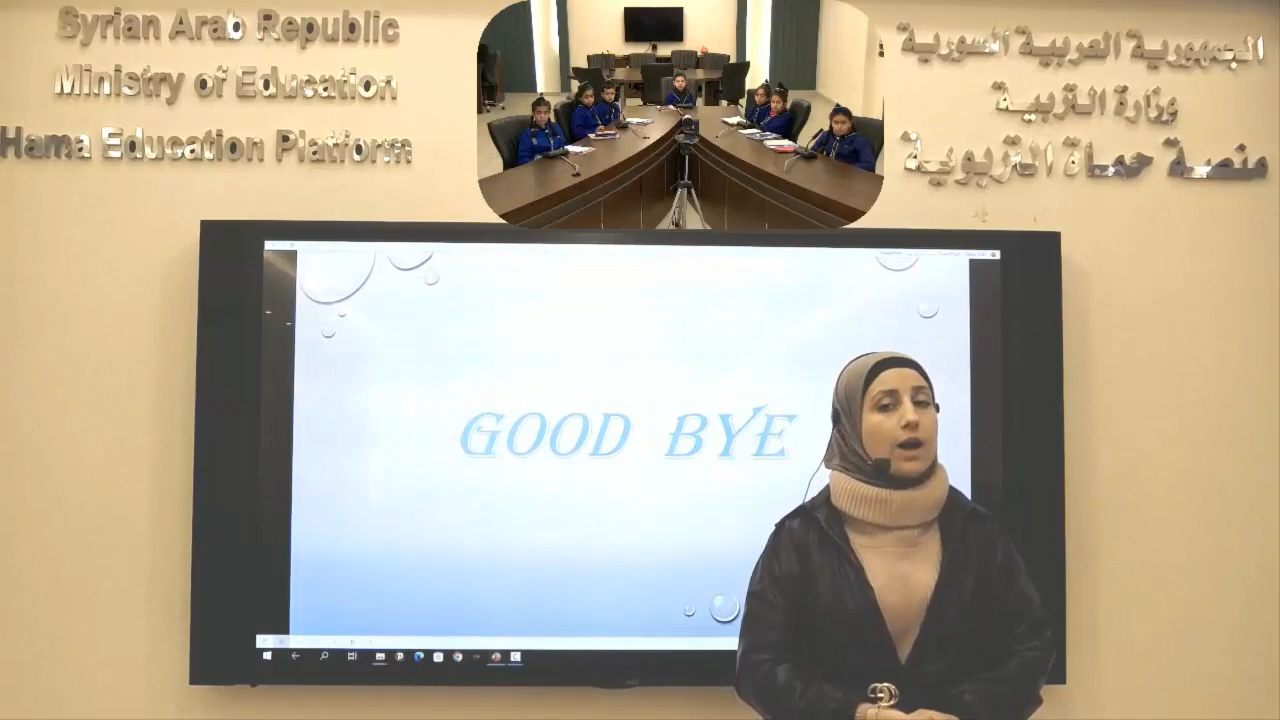 Syrian Arab Republic
Ministry of Education
Hama Education Platform
الجمهورية العربية السورية
وزارة التربية
منصة حماة التربوية
GOOD BYE